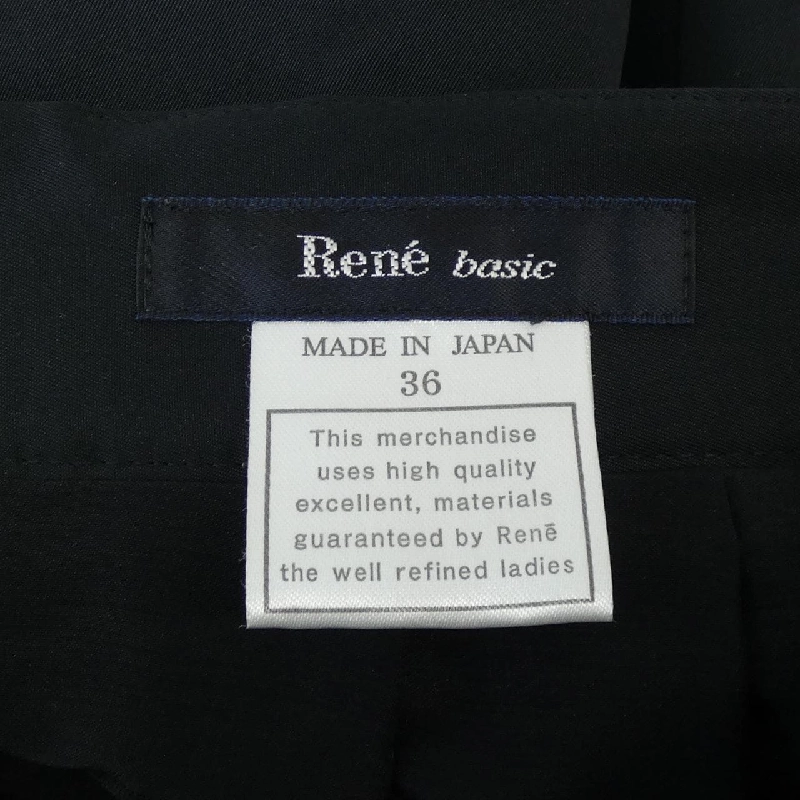 René basic
MADE IN JAPAN
36
This merchandise
uses high quality
excellent, materials
guaranteed by Renē
the well refined ladies